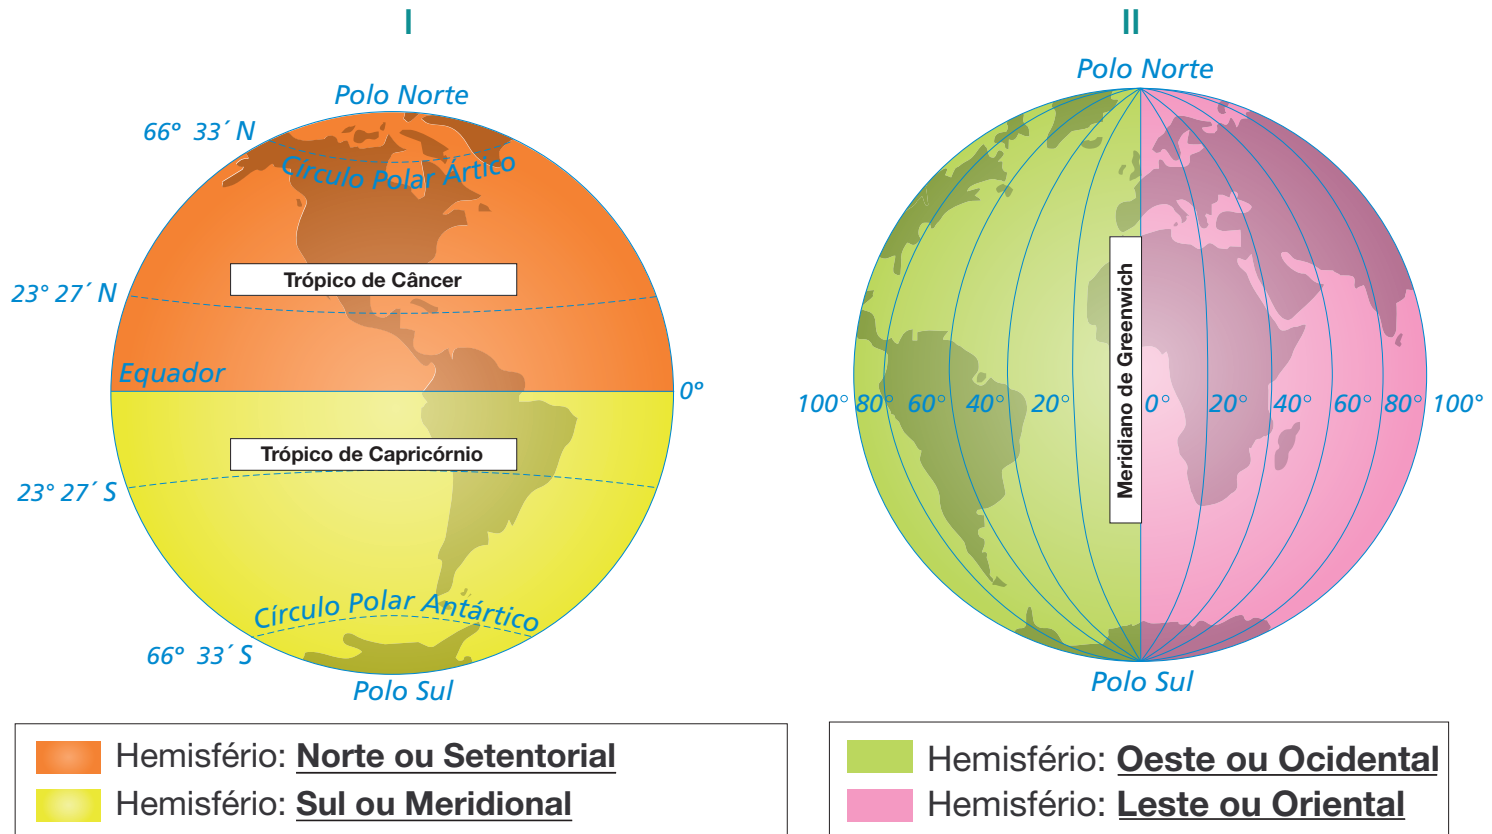 I
Polo Norte
66º 33´ N
Círculo Polar Ártico
Trópico de Câncer
23° 27´ N
Equador
0º
Trópico de Capricórnio
23° 27´ S
Círculo Polar Antártico
66º 33´ S
Polo Sul
Hemisfério: Norte ou Setentorial
Hemisfério: Sul ou Meridional
II
Polo Norte
Meridiano de Greenwich
100° 80° 60° 40° 20° 0° 20° 40° 60° 80° 100°
Polo Sul
Hemisfério: Oeste ou Ocidental
Hemisfério: Leste ou Oriental